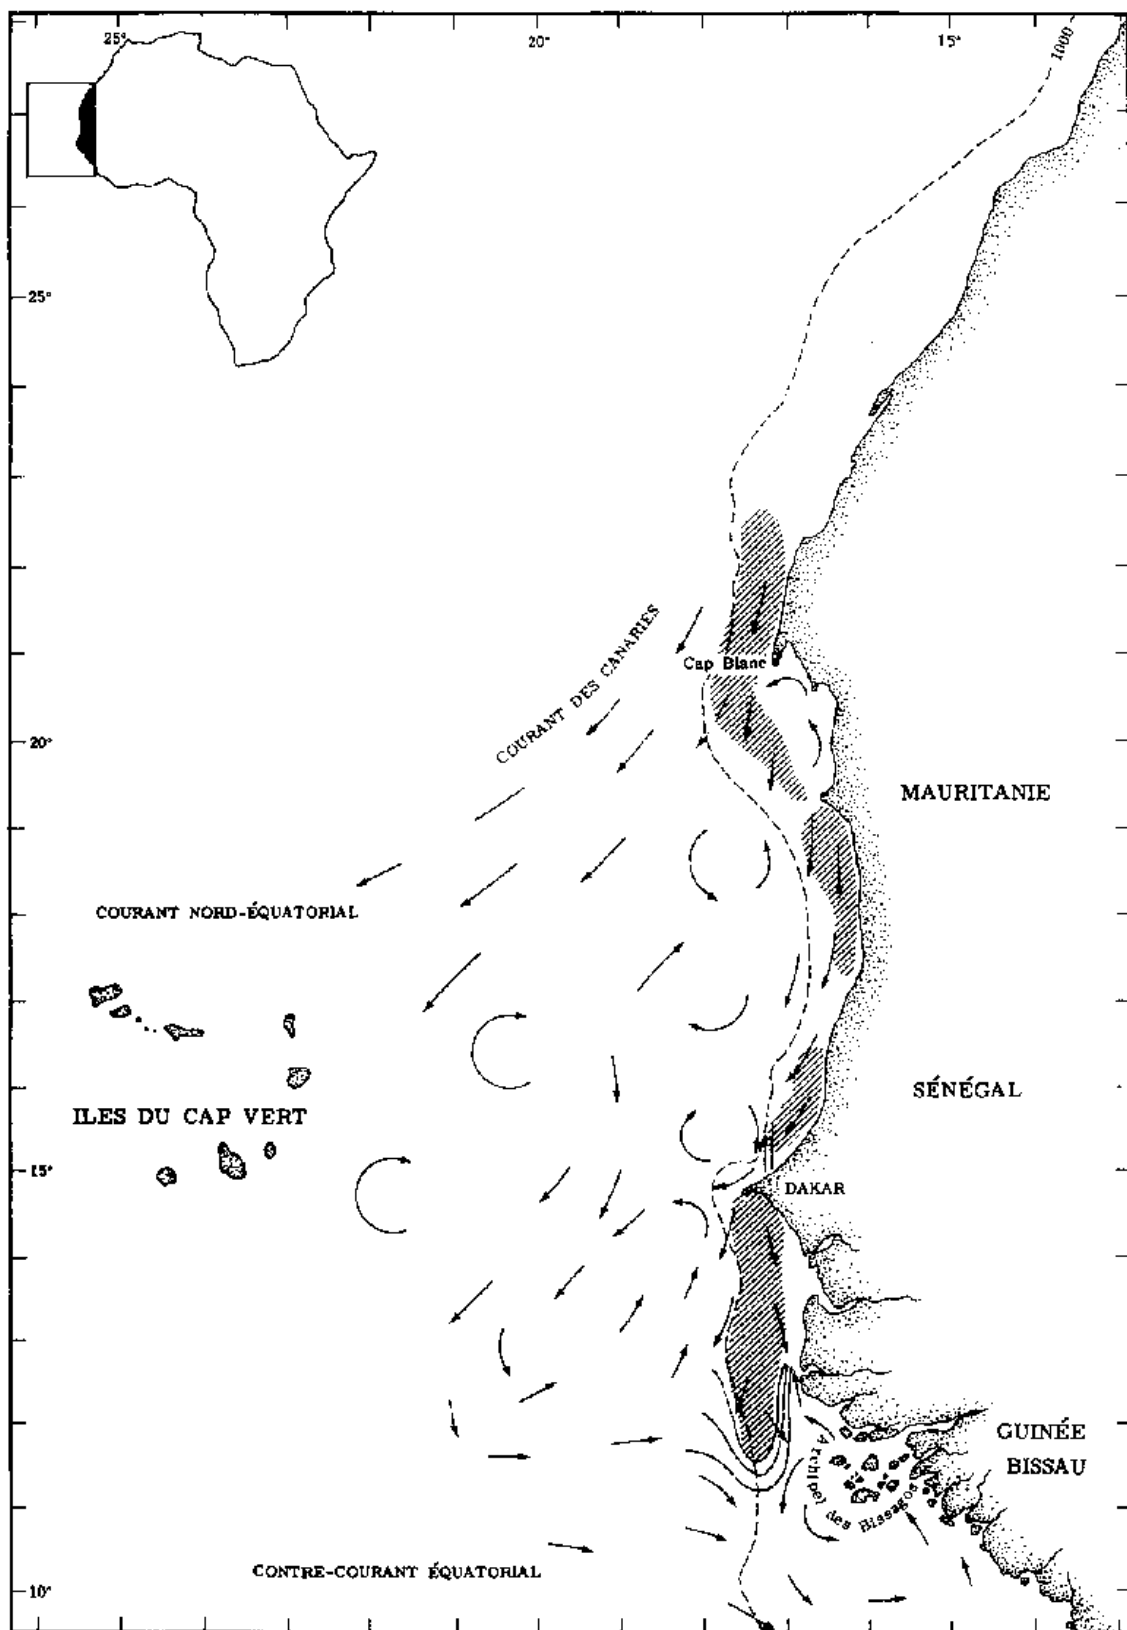 25°
20°
15°
1000
25°
COURANT DES CANARIES
Cap Blanc
20°
MAURITANIE
COURANT NORD-ÉQUATORIAL
SÉNÉGAL
ILES DU CAP VERT
15°
DAKAR
GUINÉE
BISSAU
Archipel des Bissagos
CONTRE-COURANT ÉQUATORIAL
10°